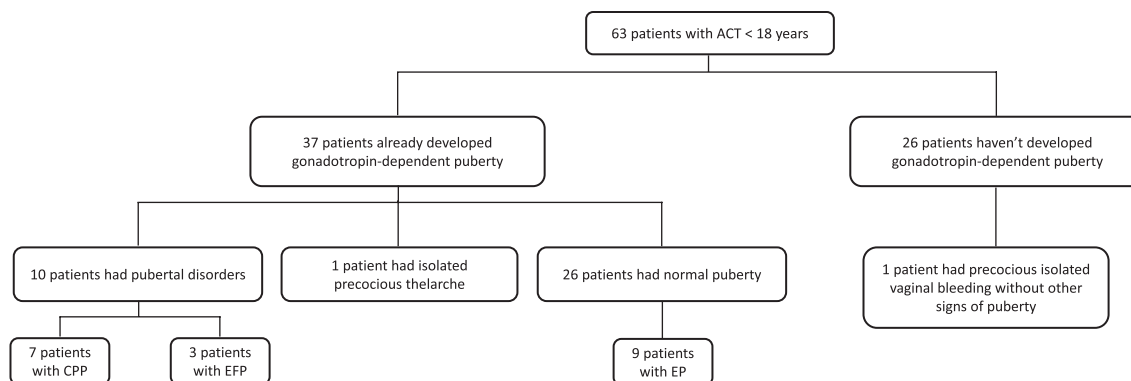 63 patients with ACT < 18 years
37 patients already developed
gonadotropin-dependent puberty
26 patients haven't developed
gonadotropin-dependent puberty
10 patients had pubertal disorders
1 patient had isolated
precocious thelarche
26 patients had normal puberty
1 patient had precocious isolated
vaginal bleeding without other
signs of puberty
7 patients
with CPP
3 patients
with EFP
9 patients
with EP